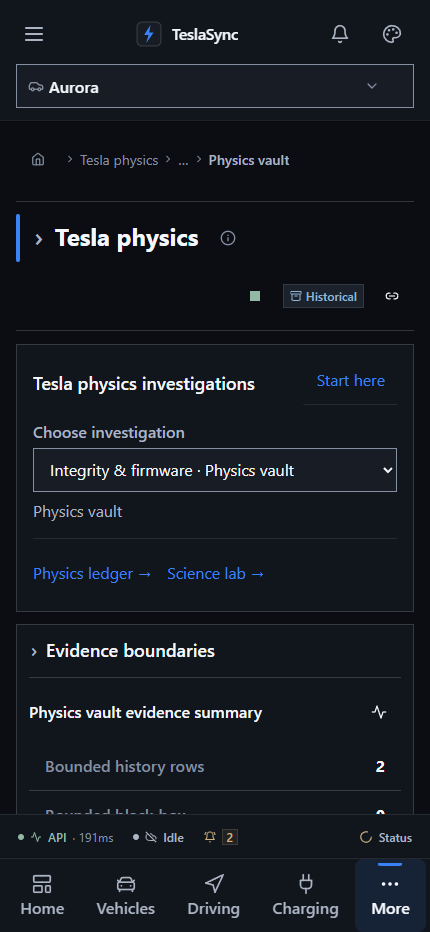 TeslaSync
Aurora
Tesla physics ... Physics vault
Tesla physics
Historical
Tesla physics investigations
Start here
Choose investigation
Integrity & firmware · Physics vault
Physics vault
Physics ledger → Science lab →
Evidence boundaries
Physics vault evidence summary
Bounded history rows 2
API · 191ms Idle 2 Status
Home Vehicles Driving Charging More